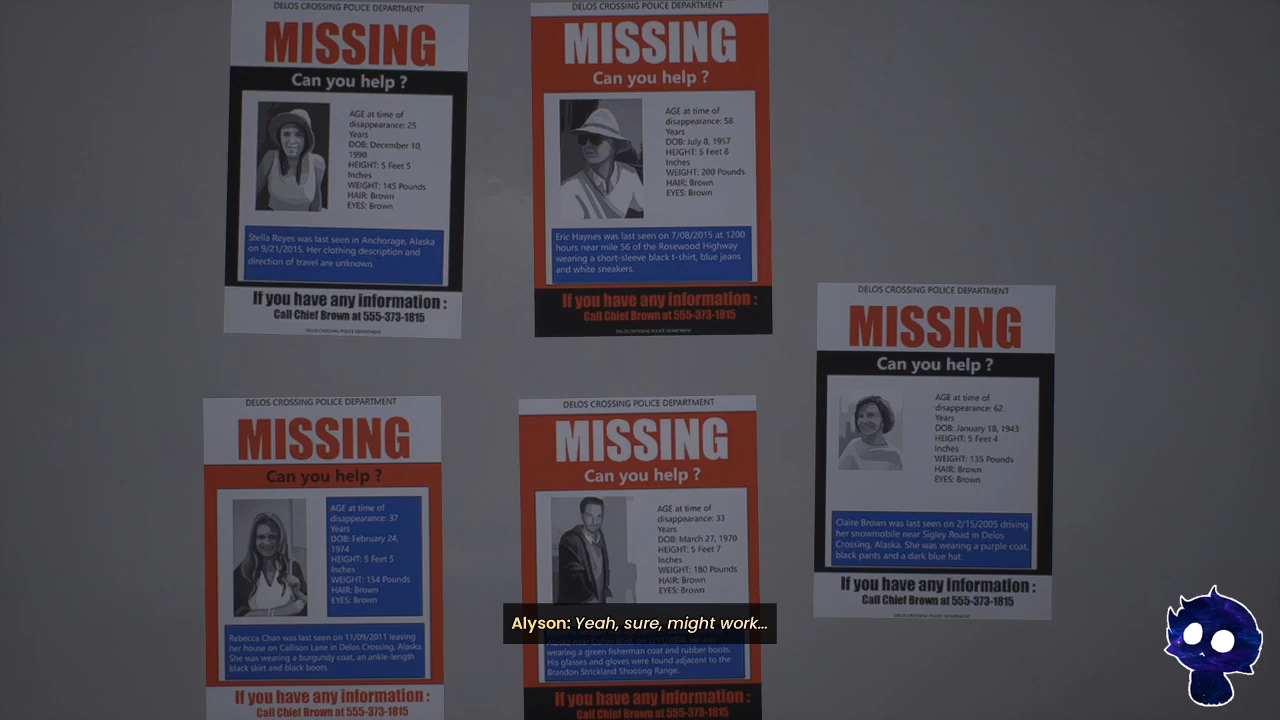 DELOS CROSSING POLICE DEPARTMENT
MISSING
Can you help ?
AGE at time of
disappearance: 25
Years
DOB: December 10,
1990
HEIGHT: 5 Feet 5
Inches
WEIGHT: 145 Pounds
HAIR: Brown
EYES: Brown
Stella Reyes was last seen in Anchorage, Alaska
on 9/21/2015. Her clothing description and
direction of travel are unknown.
If you have any information :
Call Chief Brown at 555-373-1815
DELOS CROSSING POLICE DEPARTMENT
DELOS CROSSING POLICE DEPARTMENT
MISSING
Can you help ?
AGE at time of
disappearance: 58
Years
DOB: July 8, 1957
HEIGHT: 5 Feet 8
Inches
WEIGHT: 200 Pounds
HAIR: Brown
EYES: Brown
Eric Haynes was last seen on 7/08/2015 at 1200
hours near mile 56 of the Rosewood Highway
wearing a short-sleeve black t-shirt, blue jeans
and white sneakers.
If you have any information :
Call Chief Brown at 555-373-1815
DELOS CROSSING POLICE DEPARTMENT
DELOS CROSSING POLICE DEPARTMENT
MISSING
Can you help ?
AGE at time of
disappearance: 62
Years
DOB: January 18, 1943
HEIGHT: 5 Feet 4
Inches
WEIGHT: 135 Pounds
HAIR: Brown
EYES: Brown
Claire Brown was last seen on 2/15/2005 driving
her snowmobile near Sigley Road in Delos
Crossing, Alaska. She was wearing a purple coat,
black pants and a dark blue hat.
If you have any information :
Call Chief Brown at 555-373-1815
DELOS CROSSING POLICE DEPARTMENT
MISSING
Can you help ?
AGE at time of
disappearance: 37
Years
DOB: February 24,
1974
HEIGHT: 5 Feet 5
Inches
WEIGHT: 154 Pounds
HAIR: Brown
EYES: Brown
Rebecca Chan was last seen on 11/09/2011 leaving
her house on Callison Lane in Delos Crossing, Alaska.
She was wearing a burgundy coat, an ankle-length
black skirt and black boots.
If you have any information :
Call Chief Brown at 555-373-1815
DELOS CROSSING POLICE DEPARTMENT
MISSING
Can you help ?
AGE at time of
disappearance: 33
Years
DOB: March 27, 1970
HEIGHT: 5 Feet 7
Inches
WEIGHT: 180 Pounds
HAIR: Brown
EYES: Brown
wearing a green fisherman coat and rubber boots.
His glasses and gloves were found adjacent to the
Brandon Strickland Shooting Range.
If you have any information :
Call Chief Brown at 555-373-1815
Alyson: Yeah, sure, might work...